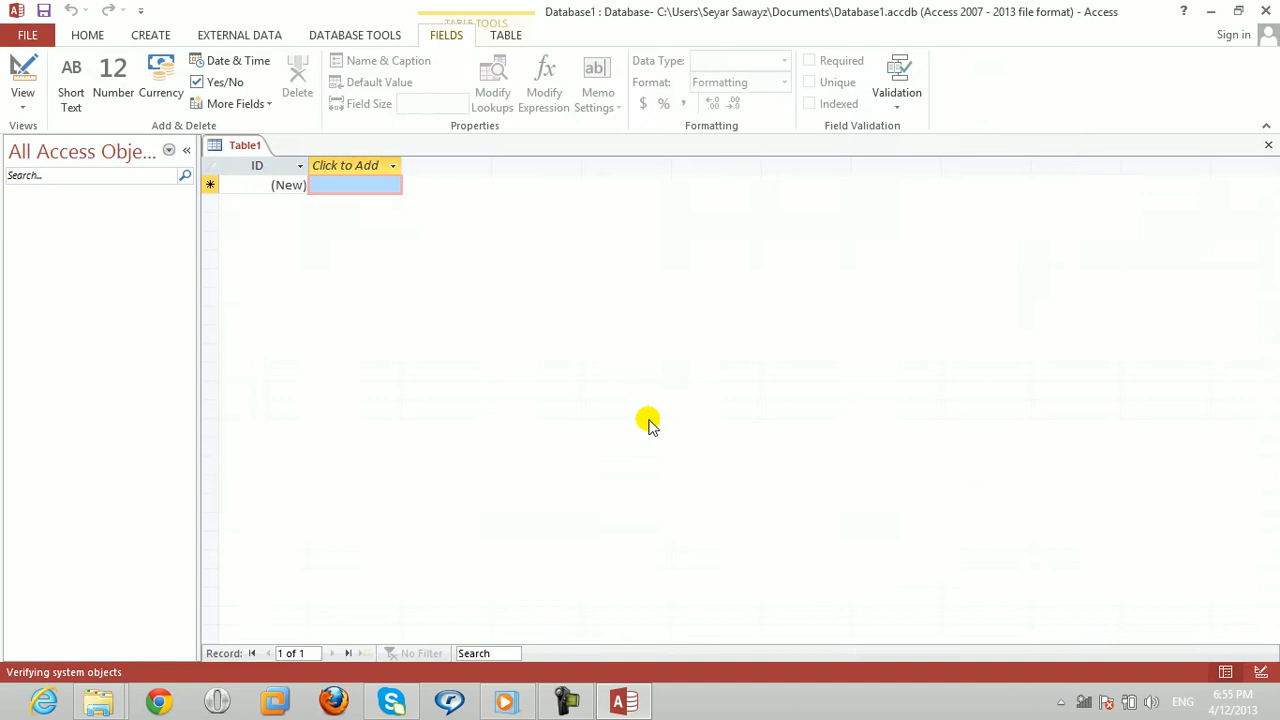 Database1 : Database- C:\Users\Seyar Savayz\Documents\Database1.accdb (Access 2007 - 2013 file format) - Access
TABLE TOOLS
FILE HOME CREATE EXTERNAL DATA DATABASE TOOLS FIELDS TABLE Sign in
View
Views
AB Short Text
12 Number
Currency
Date & Time
Yes/No
More Fields
Delete
Add & Delete
Name & Caption
Default Value
Field Size
Modify Lookups
fx Modify Expression
ab| Memo Settings
Properties
Data Type:
Format: Formatting
$ % , .00
Formatting
Required
Unique
Indexed
Validation
Field Validation
All Access Obje...
Search...
Table1
ID Click to Add
(New)
Record: 1 of 1 No Filter Search
Verifying system objects
ENG
6:55 PM
4/12/2013